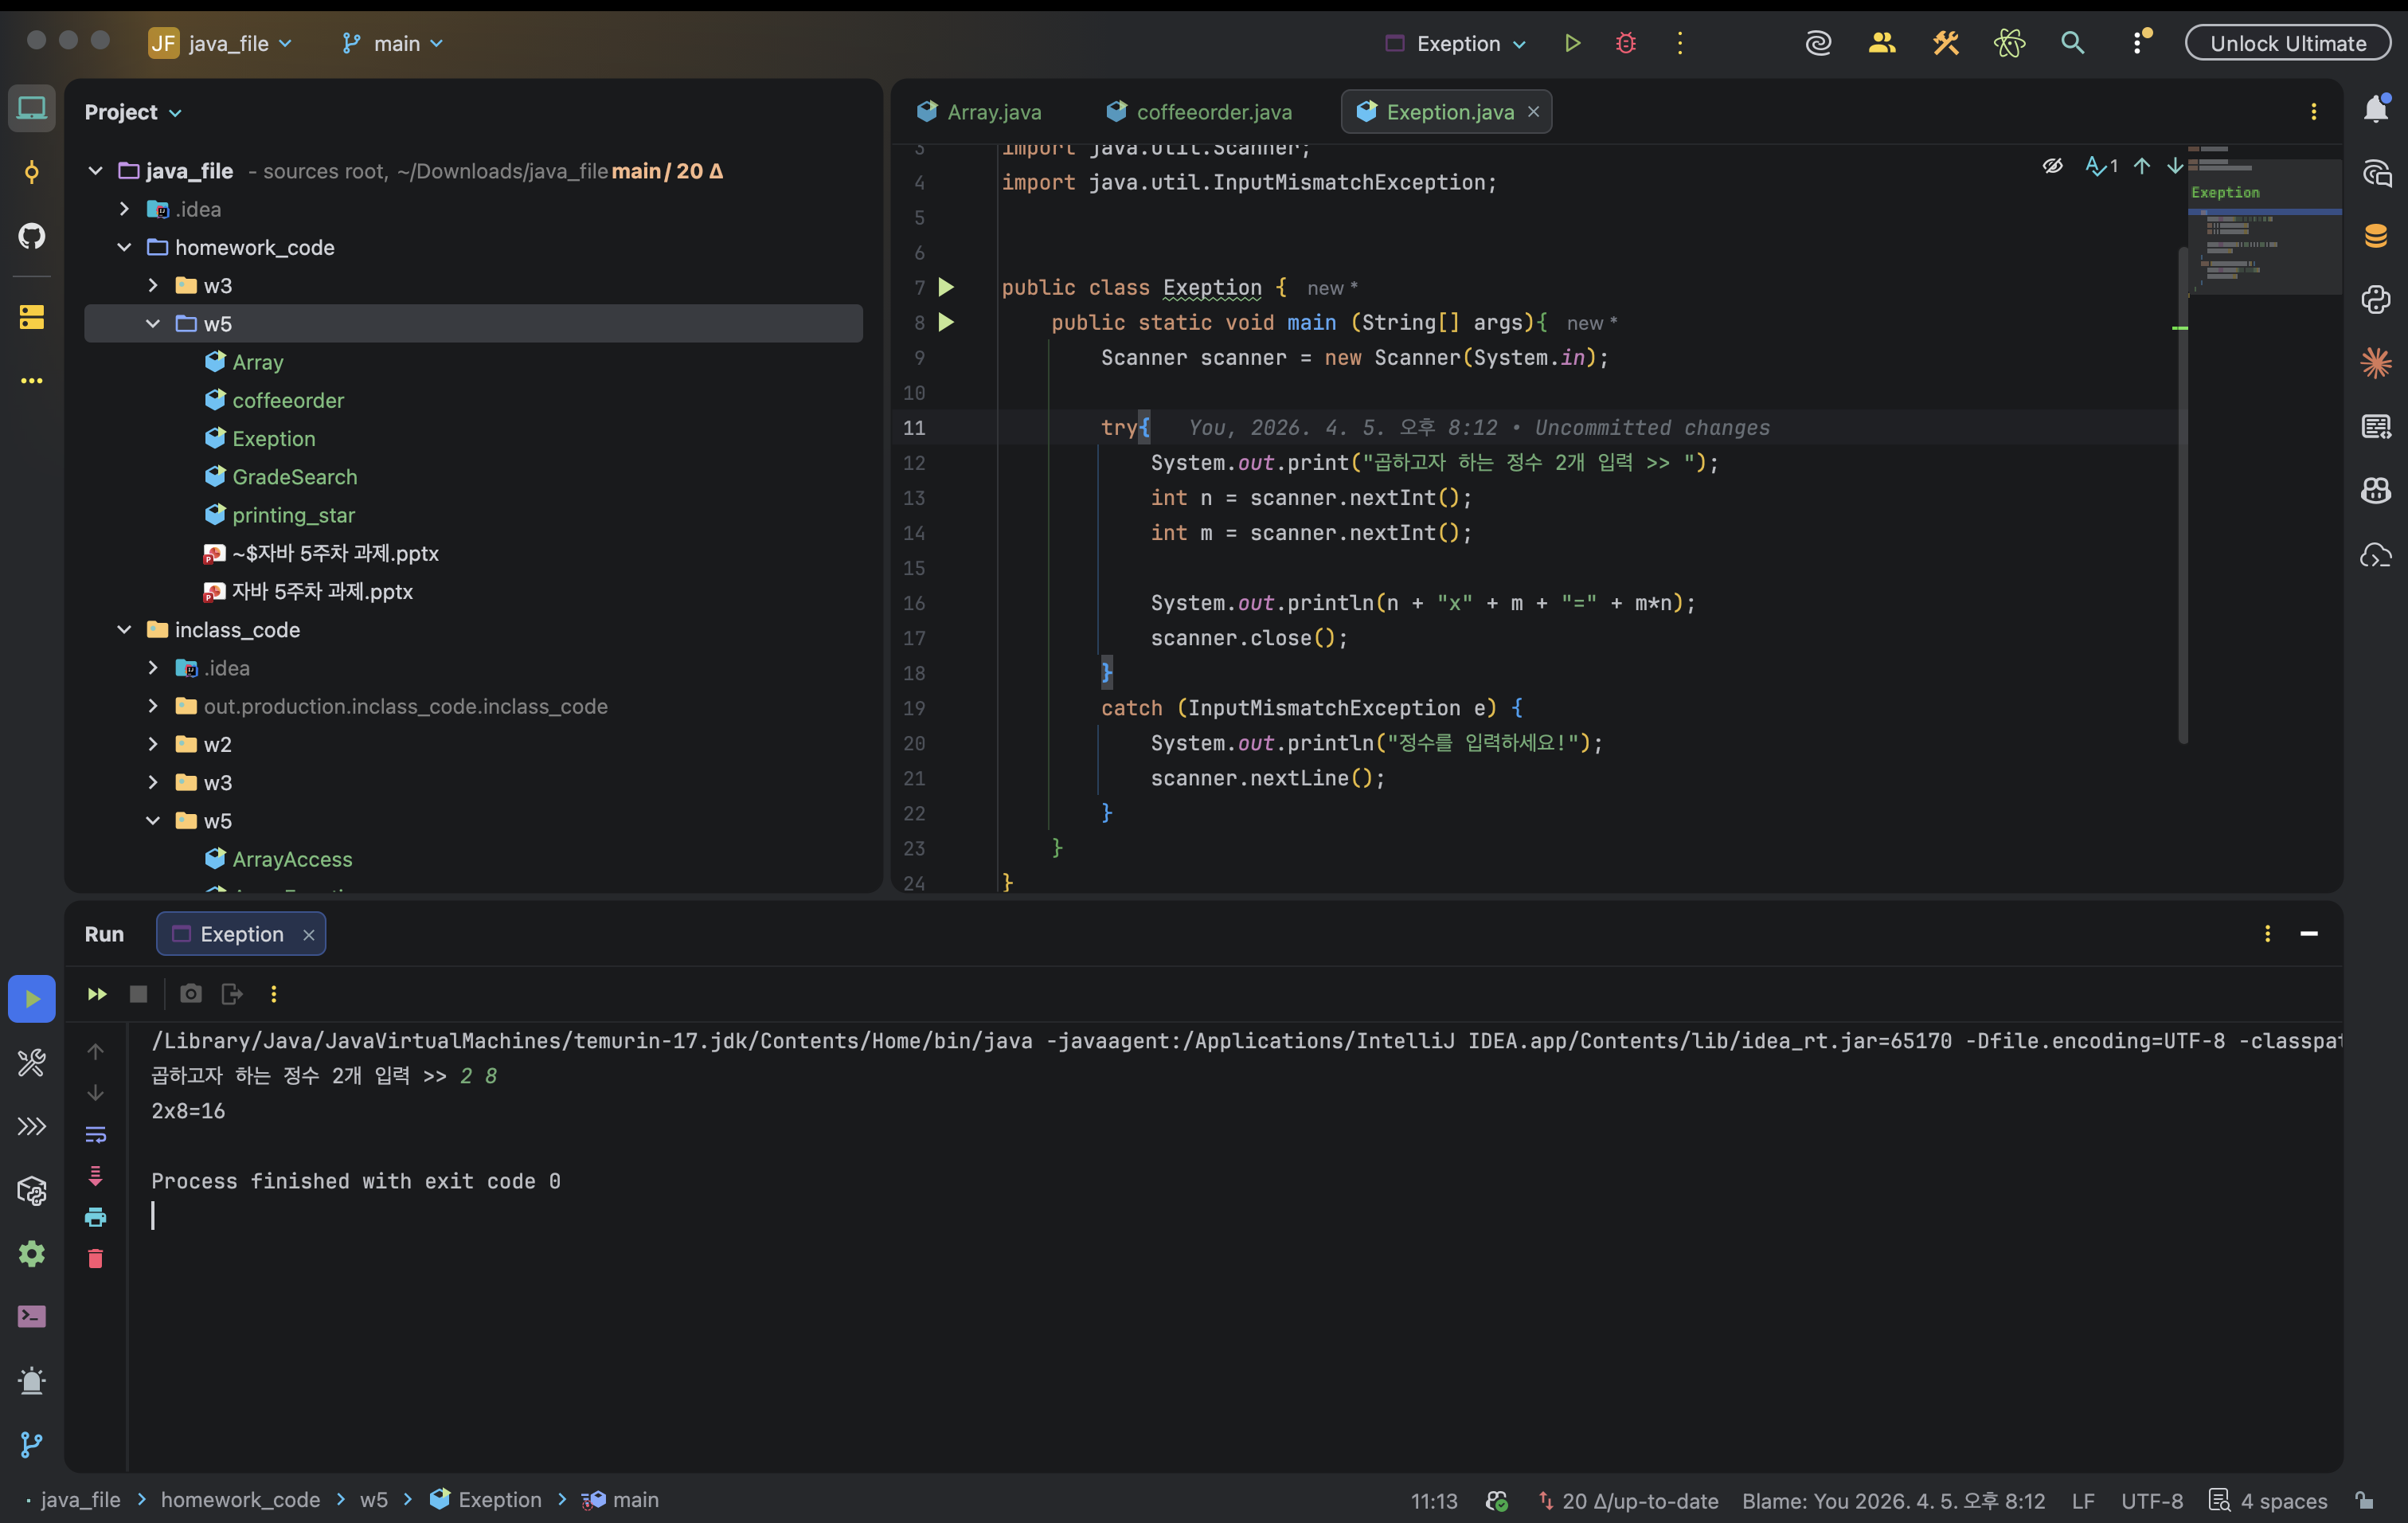 JF java_file main Exeption Unlock Ultimate
Project
java_file - sources root, ~/Downloads/java_file main / 20 Δ
.idea
homework_code
w3
w5
Array
coffeeorder
Exeption
GradeSearch
printing_star
~$자바 5주차 과제.pptx
자바 5주차 과제.pptx
inclass_code
.idea
out.production.inclass_code.inclass_code
w2
w3
w5
ArrayAccess
Array.java coffeeorder.java Exeption.java
1
Exeption
3 import java.util.Scanner;
4 import java.util.InputMismatchException;
5
6
7 public class Exeption { new *
8 public static void main (String[] args){ new *
9 Scanner scanner = new Scanner(System.in);
10
11 try{ You, 2026. 4. 5. 오후 8:12 • Uncommitted changes
12 System.out.print("곱하고자 하는 정수 2개 입력 >> ");
13 int n = scanner.nextInt();
14 int m = scanner.nextInt();
15
16 System.out.println(n + "x" + m + "=" + m*n);
17 scanner.close();
18 }
19 catch (InputMismatchException e) {
20 System.out.println("정수를 입력하세요!");
21 scanner.nextLine();
22 }
23 }
24 }
Run Exeption
/Library/Java/JavaVirtualMachines/temurin-17.jdk/Contents/Home/bin/java -javaagent:/Applications/IntelliJ IDEA.app/Contents/lib/idea_rt.jar=65170 -Dfile.encoding=UTF-8 -classpat
곱하고자 하는 정수 2개 입력 >> 2 8
2x8=16
Process finished with exit code 0
java_file > homework_code > w5 > Exeption > main 11:13 20 Δ/up-to-date Blame: You 2026. 4. 5. 오후 8:12 LF UTF-8 4 spaces